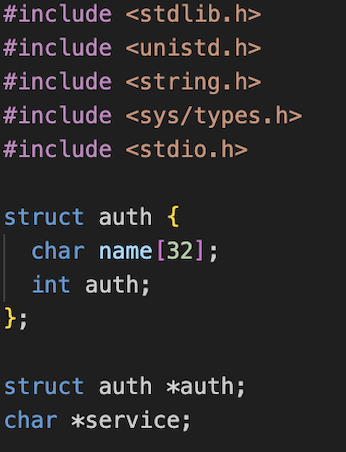 #include <stdlib.h>
#include <unistd.h>
#include <string.h>
#include <sys/types.h>
#include <stdio.h>

struct auth {
  char name[32];
  int auth;
};

struct auth *auth;
char *service;